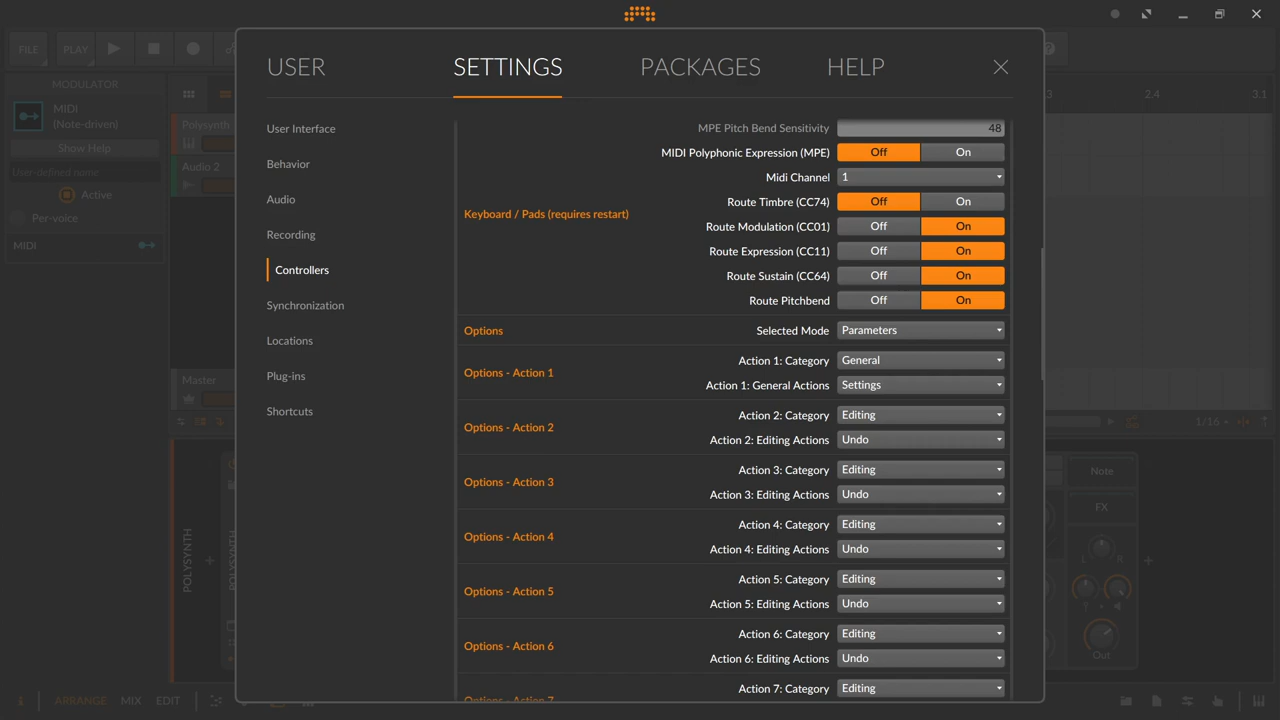 FILE
PLAY
USER
SETTINGS
PACKAGES
HELP
MODULATOR
MIDI
(Note-driven)
Show Help
User-defined name
Active
Per-voice
MIDI
Polysynth
Audio 2
Master
2.4
3.1
User Interface
Behavior
Audio
Recording
Controllers
Synchronization
Locations
Plug-ins
Shortcuts
MPE Pitch Bend Sensitivity 48
MIDI Polyphonic Expression (MPE) Off On
Midi Channel 1
Route Timbre (CC74) Off On
Keyboard / Pads (requires restart)
Route Modulation (CC01) Off On
Route Expression (CC11) Off On
Route Sustain (CC64) Off On
Route Pitchbend Off On
Options Selected Mode Parameters
Options - Action 1
Action 1: Category General
Action 1: General Actions Settings
Options - Action 2
Action 2: Category Editing
Action 2: Editing Actions Undo
Options - Action 3
Action 3: Category Editing
Action 3: Editing Actions Undo
Options - Action 4
Action 4: Category Editing
Action 4: Editing Actions Undo
Options - Action 5
Action 5: Category Editing
Action 5: Editing Actions Undo
Options - Action 6
Action 6: Category Editing
Action 6: Editing Actions Undo
Action 7: Category Editing
Options - Action 7
1/16
POLYSYNTH
POLYSYNTH
Note
FX
L R
Out
ARRANGE
MIX
EDIT